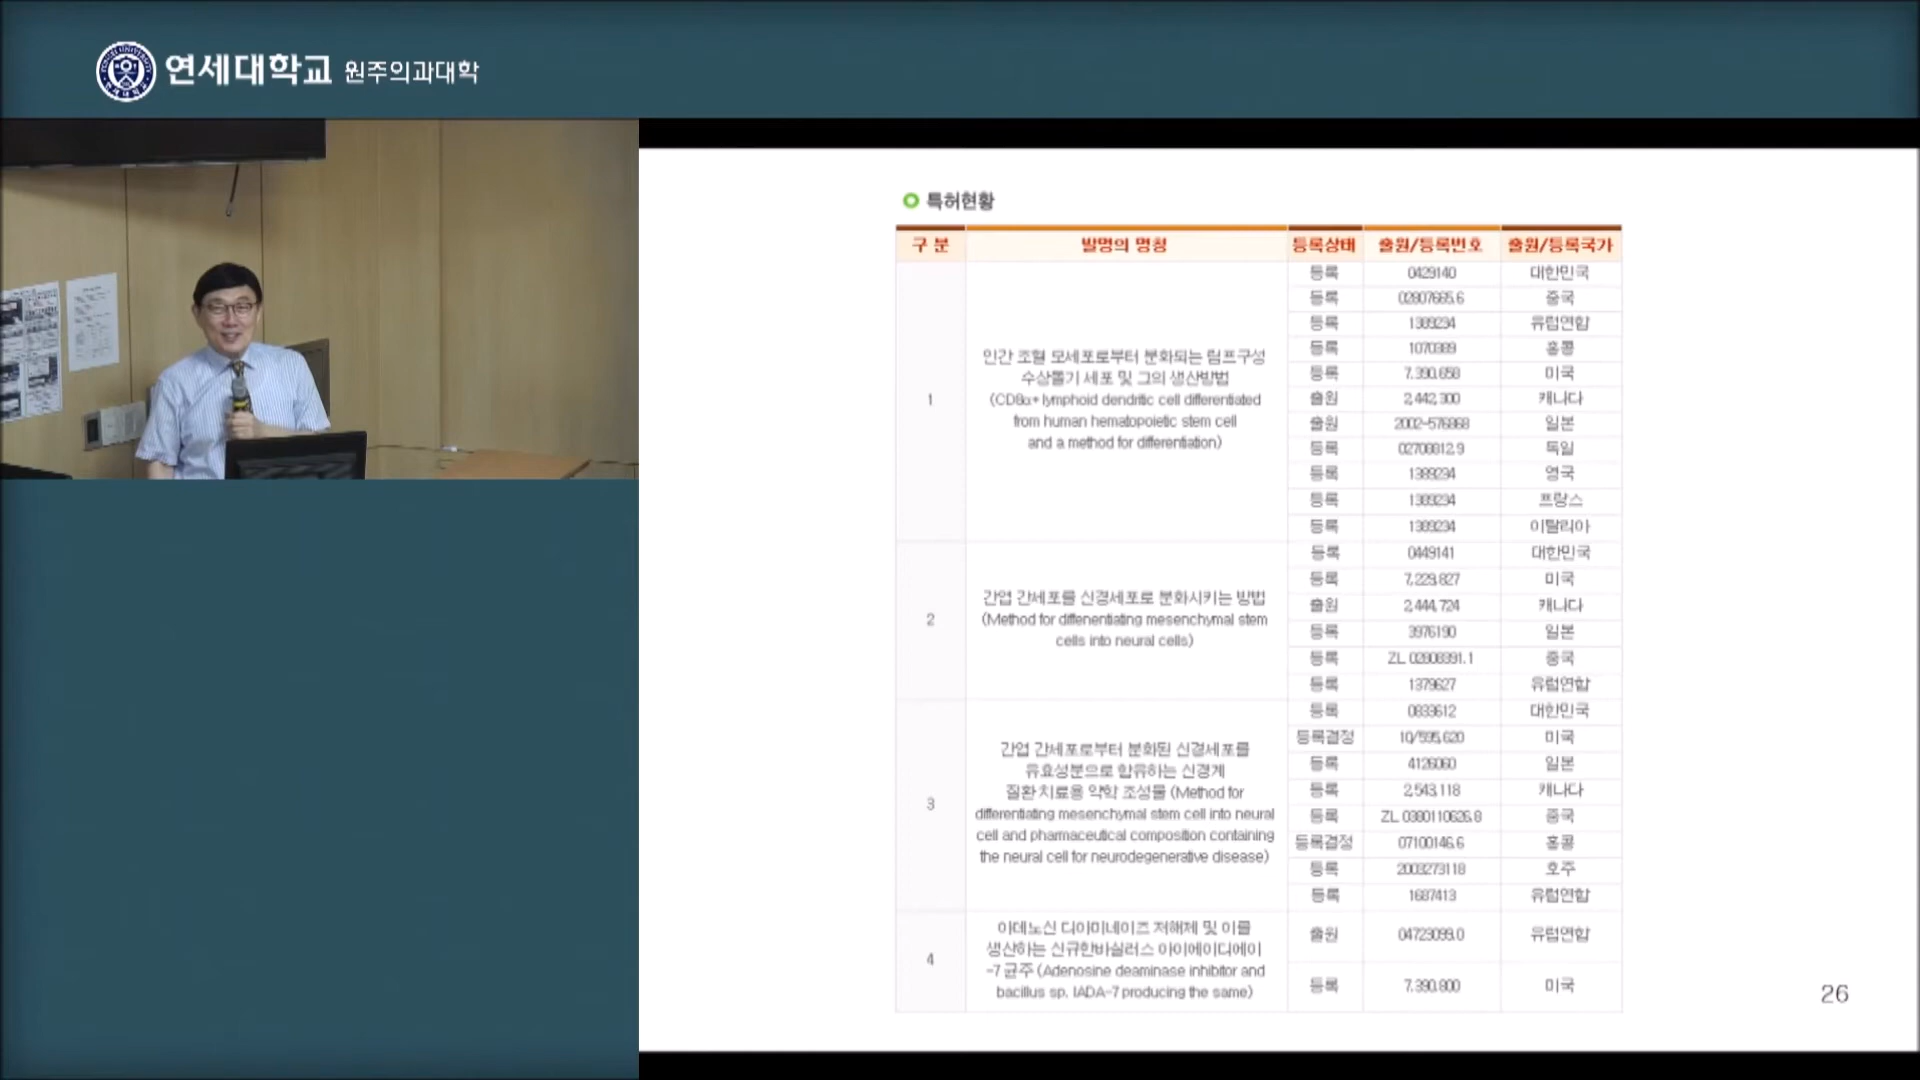 연세대학교 원주의과대학
특허현황
구 분 발명의 명칭 등록상태 출원/등록번호 출원/등록국가
1
인간 조혈 모세포로부터 분화되는 림프구성
수상돌기 세포 및 그의 생산방법
(CD8α+ lymphoid dendritic cell differentiated
from human hematopoietic stem cell
and a method for differentiation)
등록 0429140 대한민국
등록 02807665.6 중국
등록 1389234 유럽연합
등록 1070389 홍콩
등록 7,390,658 미국
출원 2,442,300 캐나다
출원 2002-576868 일본
등록 02708812.9 독일
등록 1389234 영국
등록 1389234 프랑스
등록 1389234 이탈리아
2
간엽 간세포를 신경세포로 분화시키는 방법
(Method for diffenentiating mesenchymal stem
cells into neural cells)
등록 0449141 대한민국
등록 7,229,827 미국
출원 2,444,724 캐나다
등록 3976190 일본
등록 ZL 02808391.1 중국
등록 1379627 유럽연합
3
간엽 간세포로부터 분화된 신경세포를
유효성분으로 함유하는 신경계
질환 치료용 약학 조성물 (Method for
differentiating mesenchymal stem cell into neural
cell and pharmaceutical composition containing
the neural cell for neurodegenerative disease)
등록 0833612 대한민국
등록결정 10/595,620 미국
등록 4126060 일본
등록 2,543,118 캐나다
등록 ZL 0380110626.8 중국
등록결정 07100146.6 홍콩
등록 2003273118 호주
등록 1687413 유럽연합
4
아데노신 디아미네이즈 저해제 및 이를
생산하는 신규한바실러스 아이에이디에이
-7 균주 (Adenosine deaminase inhibitor and
bacillus sp. IADA-7 producing the same)
출원 04723099.0 유럽연합
등록 7,390,800 미국
26